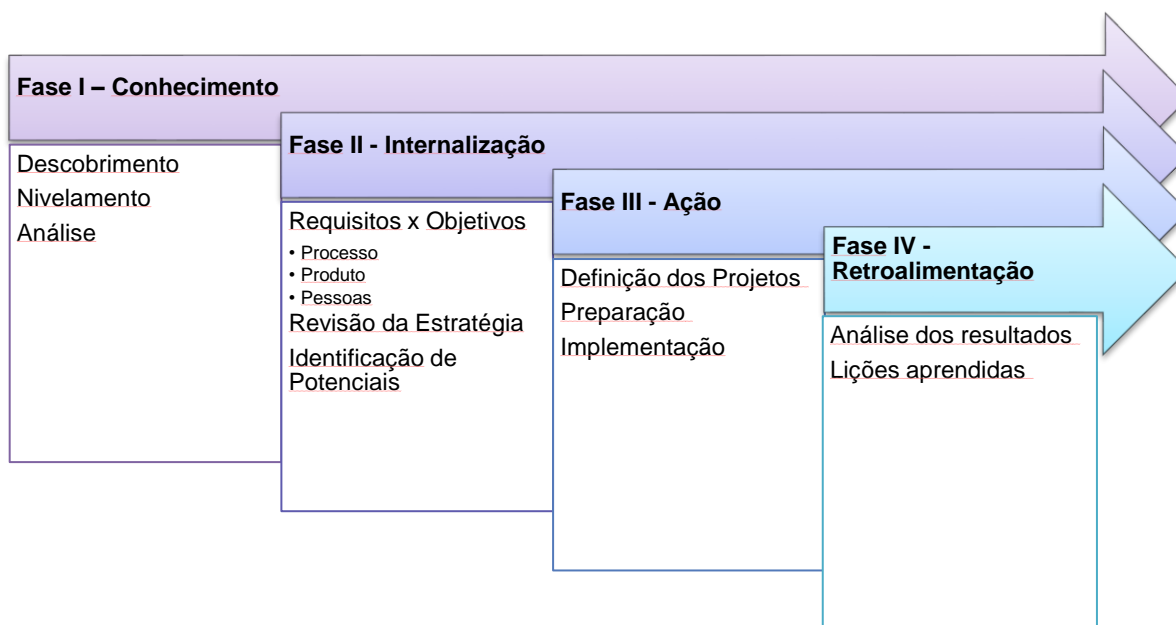 Fase I – Conhecimento
Descobrimento
Nivelamento
Análise
Fase II - Internalização
Requisitos x Objetivos
• Processo
• Produto
• Pessoas
Revisão da Estratégia
Identificação de
Potenciais
Fase III - Ação
Definição dos Projetos
Preparação
Implementação
Fase IV -
Retroalimentação
Análise dos resultados
Lições aprendidas